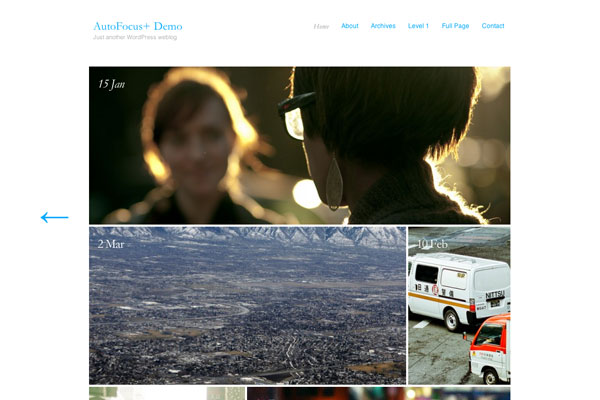 AutoFocus+ Demo
Just another WordPress weblog
Home About Archives Level 1 Full Page Contact
15 Jan
2 Mar
10 Feb
NITTSU